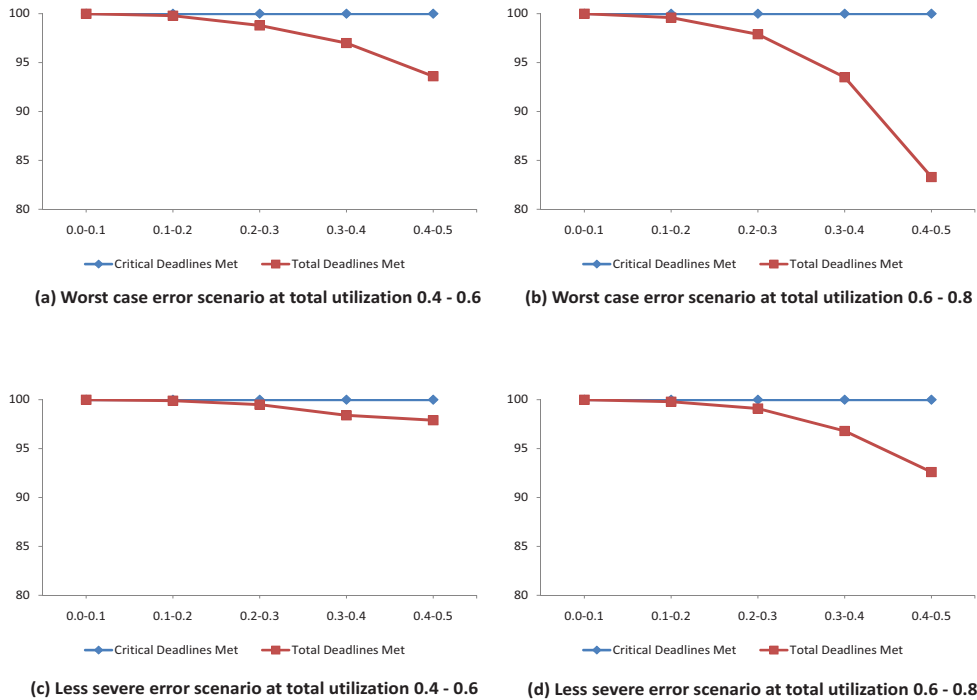 100
95
90
85
80
0.0-0.1 0.1-0.2 0.2-0.3 0.3-0.4 0.4-0.5
Critical Deadlines Met Total Deadlines Met
(a) Worst case error scenario at total utilization 0.4 - 0.6
100
95
90
85
80
0.0-0.1 0.1-0.2 0.2-0.3 0.3-0.4 0.4-0.5
Critical Deadlines Met Total Deadlines Met
(b) Worst case error scenario at total utilization 0.6 - 0.8
100
95
90
85
80
0.0-0.1 0.1-0.2 0.2-0.3 0.3-0.4 0.4-0.5
Critical Deadlines Met Total Deadlines Met
(c) Less severe error scenario at total utilization 0.4 - 0.6
100
95
90
85
80
0.0-0.1 0.1-0.2 0.2-0.3 0.3-0.4 0.4-0.5
Critical Deadlines Met Total Deadlines Met
(d) Less severe error scenario at total utilization 0.6 - 0.8